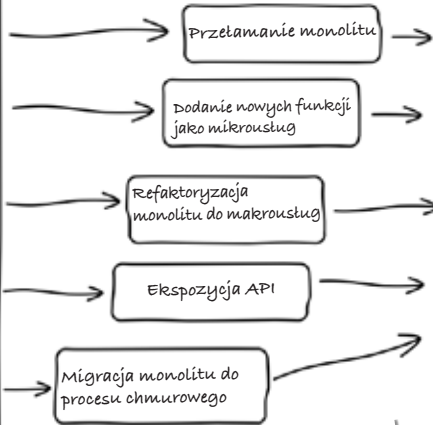 Przełamanie monolitu
Dodanie nowych funkcji
jako mikrousług
Refaktoryzacja
monolitu do makrousług
Ekspozycja API
Migracja monolitu do
procesu chmurowego